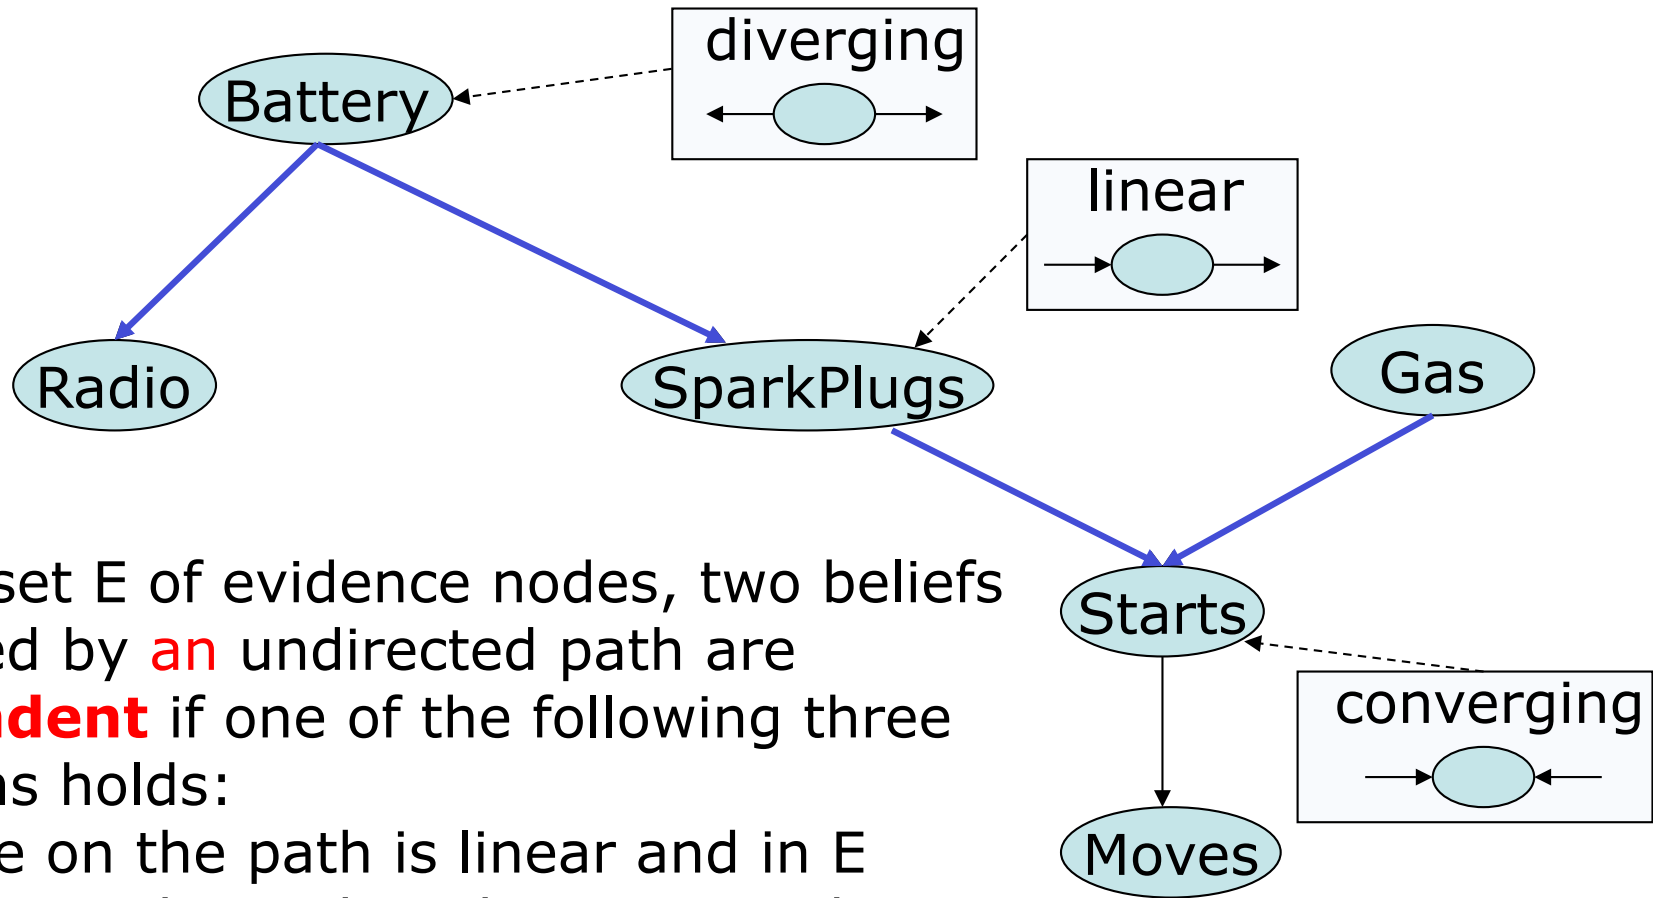 diverging
Battery
linear
Radio
SparkPlugs
Gas
set E of evidence nodes, two beliefs
ed by an undirected path are
ndent if one of the following three
ns holds:
e on the path is linear and in E
Starts
converging
Moves